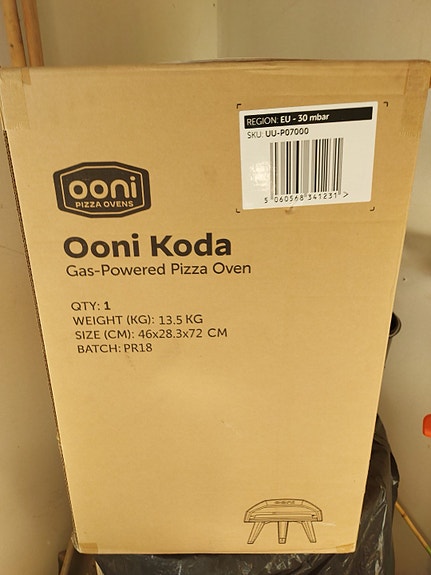 REGION: EU - 30 mbar
SKU: UU-P07000
5 060568 341231 >
ooni
PIZZA OVENS
Ooni Koda
Gas-Powered Pizza Oven
QTY: 1
WEIGHT (KG): 13.5 KG
SIZE (CM): 46x28.3x72 CM
BATCH: PR18
ooni